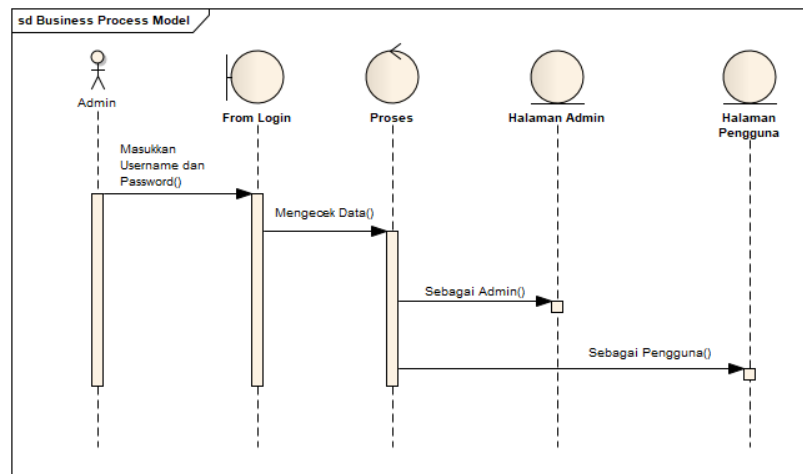 sd Business Process Model
Admin
From Login
Proses
Halaman Admin
Halaman
Pengguna
Masukkan
Username dan
Password()
Mengecek Data()
Sebagai Admin()
Sebagai Pengguna()